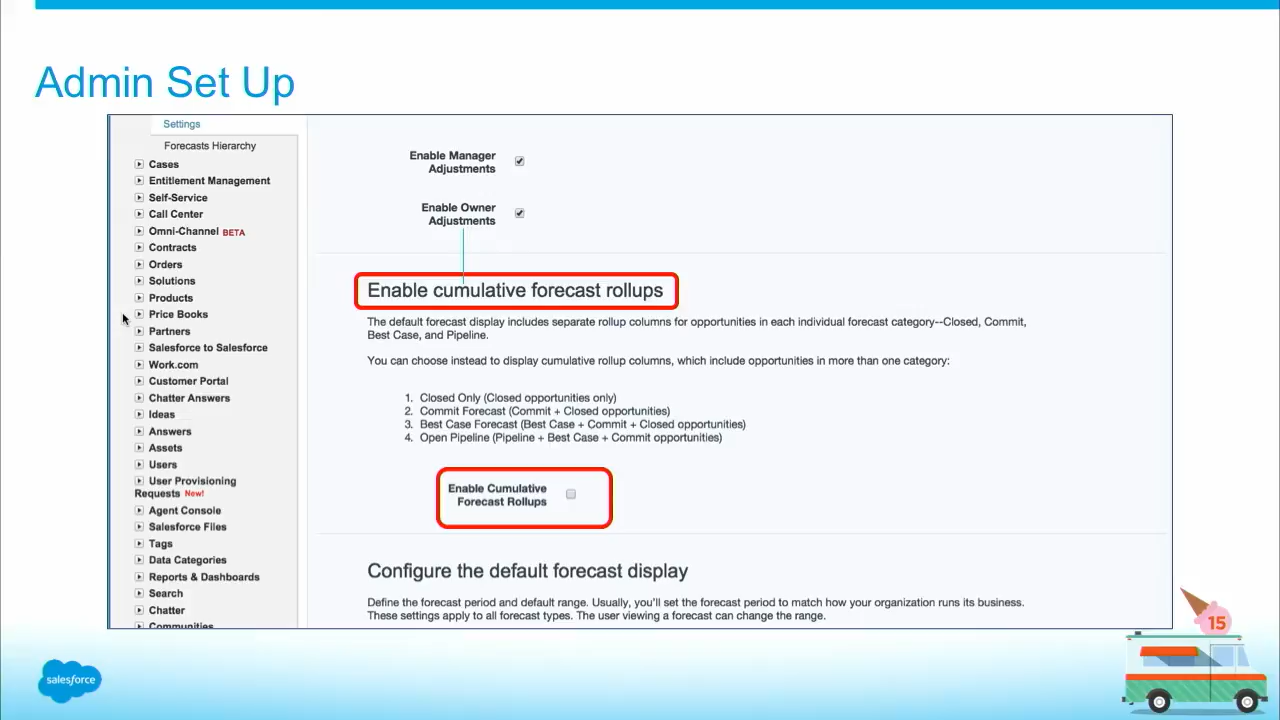 Admin Set Up
Settings
Forecasts Hierarchy
Cases
Entitlement Management
Self-Service
Call Center
Omni-Channel BETA
Contracts
Orders
Solutions
Products
Price Books
Partners
Salesforce to Salesforce
Work.com
Customer Portal
Chatter Answers
Ideas
Answers
Assets
Users
User Provisioning
Requests New!
Agent Console
Salesforce Files
Tags
Data Categories
Reports & Dashboards
Search
Chatter
Communities
Enable Manager
Adjustments
Enable Owner
Adjustments
Enable cumulative forecast rollups
The default forecast display includes separate rollup columns for opportunities in each individual forecast category--Closed, Commit,
Best Case, and Pipeline.
You can choose instead to display cumulative rollup columns, which include opportunities in more than one category:
1. Closed Only (Closed opportunities only)
2. Commit Forecast (Commit + Closed opportunities)
3. Best Case Forecast (Best Case + Commit + Closed opportunities)
4. Open Pipeline (Pipeline + Best Case + Commit opportunities)
Enable Cumulative
Forecast Rollups
Configure the default forecast display
Define the forecast period and default range. Usually, you'll set the forecast period to match how your organization runs its business.
These settings apply to all forecast types. The user viewing a forecast can change the range.
15
salesforce